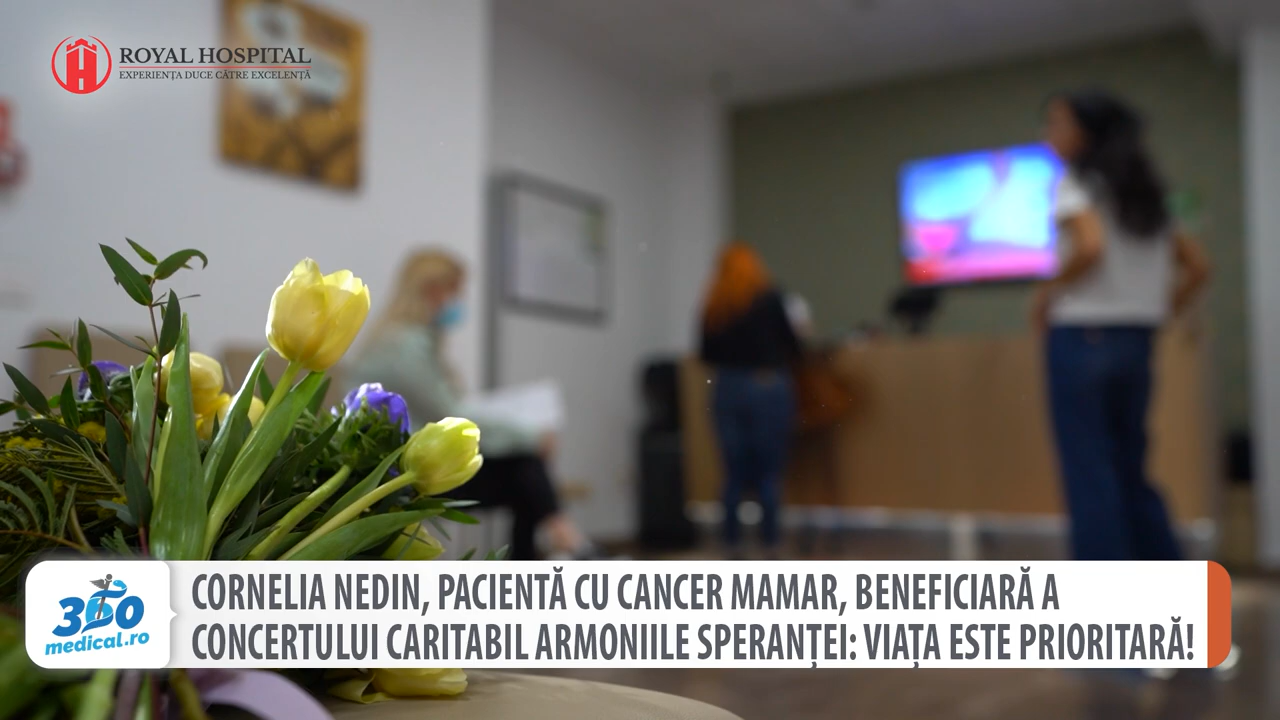 ROYAL HOSPITAL
EXPERIENȚA DUCE CĂTRE EXCELENȚĂ
360
medical.ro
CORNELIA NEDIN, PACIENTĂ CU CANCER MAMAR, BENEFICIARĂ A
CONCERTULUI CARITABIL ARMONIILE SPERANȚEI: VIAȚA ESTE PRIORITARĂ!